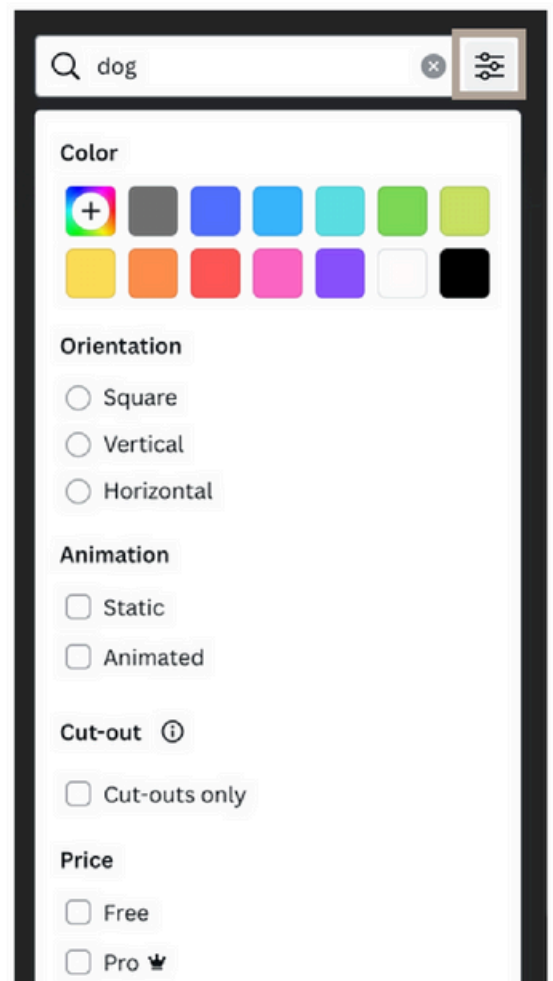 dog
Color
Orientation
Square
Vertical
Horizontal
Animation
Static
Animated
Cut-out
Cut-outs only
Price
Free
Pro